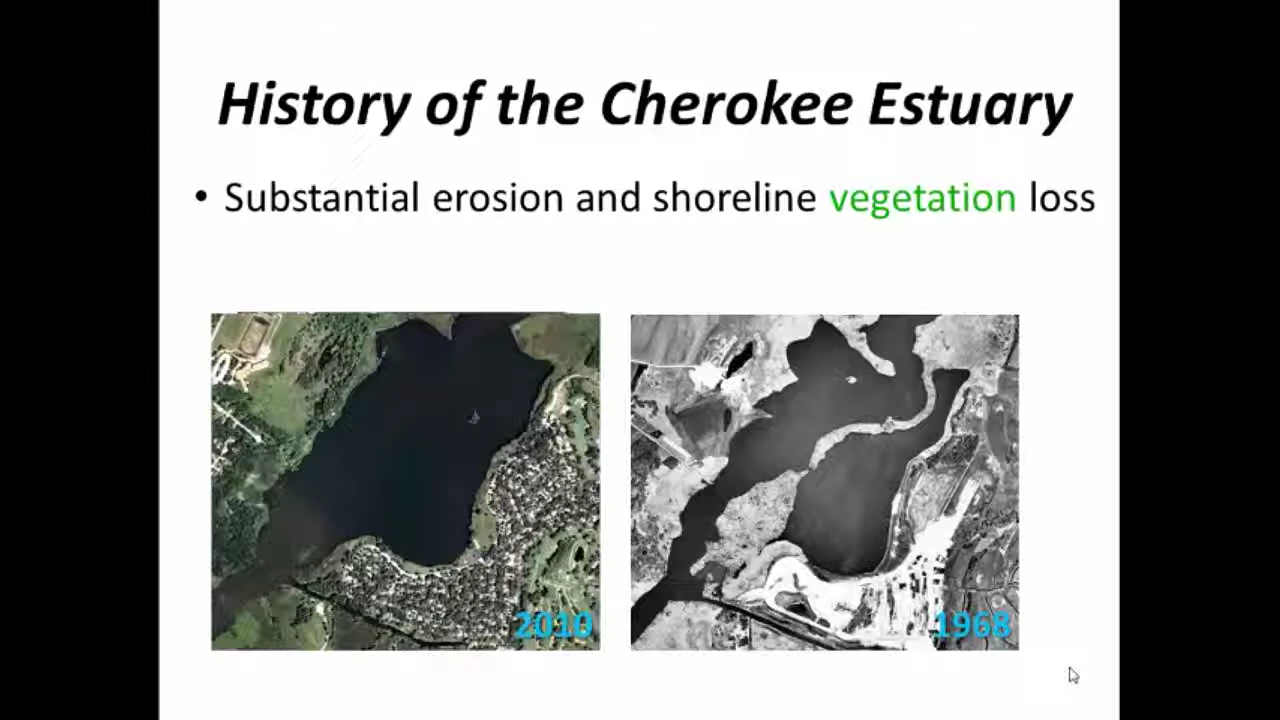 History of the Cherokee Estuary
• Substantial erosion and shoreline vegetation loss
2010
1968